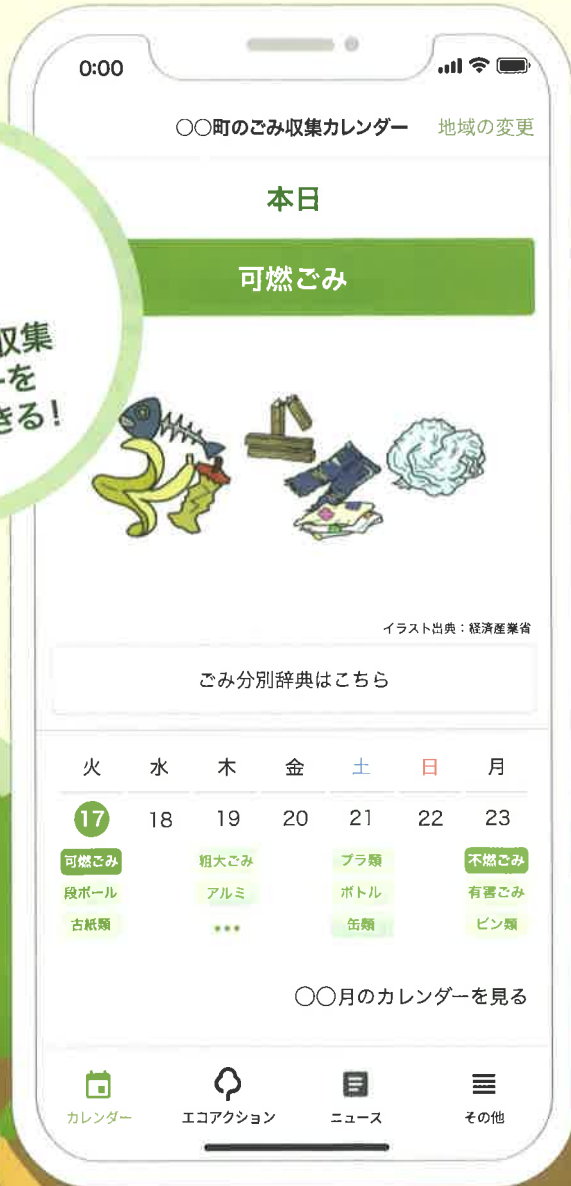 0:00
○○町のごみ収集カレンダー 地域の変更
本日
可燃ごみ
収集
を
きる!
イラスト出典:経済産業省
ごみ分別辞典はこちら
火 水 木 金 土 日 月
17 18 19 20 21 22 23
可燃ごみ 粗大ごみ プラ類 不燃ごみ
段ボール アルミ ボトル 有害ごみ
古紙類 ••• 缶類 ビン類
○○月のカレンダーを見る
カレンダー エコアクション ニュース その他